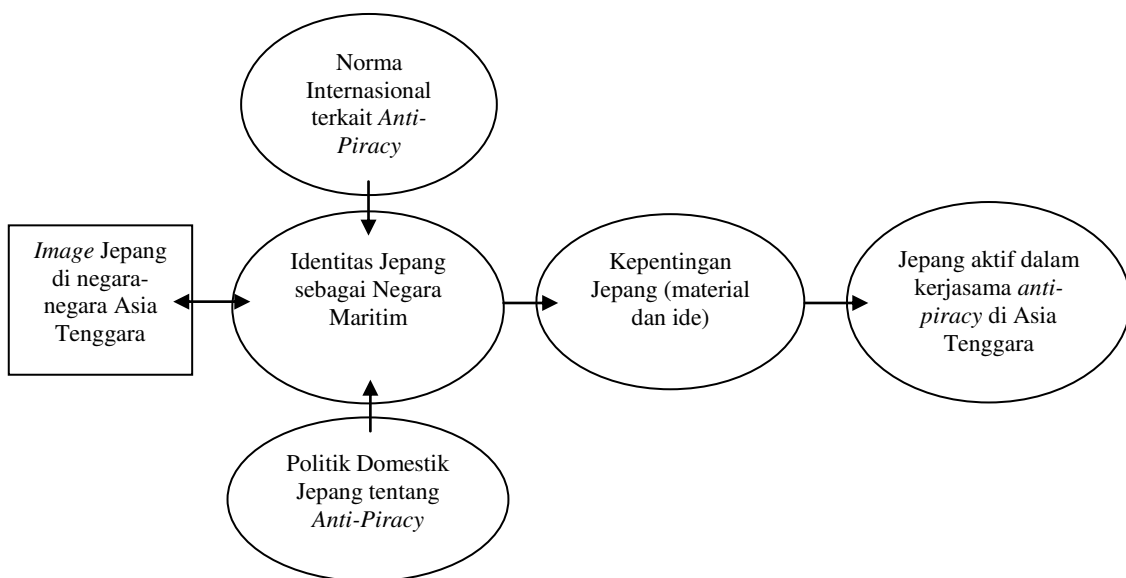 Norma
Internasional
terkait Anti-
Piracy
Image Jepang
di negara-
negara Asia
Tenggara
Identitas Jepang
sebagai Negara
Maritim
Kepentingan
Jepang (material
dan ide)
Jepang aktif dalam
kerjasama anti-
piracy di Asia
Tenggara
Politik Domestik
Jepang tentang
Anti-Piracy